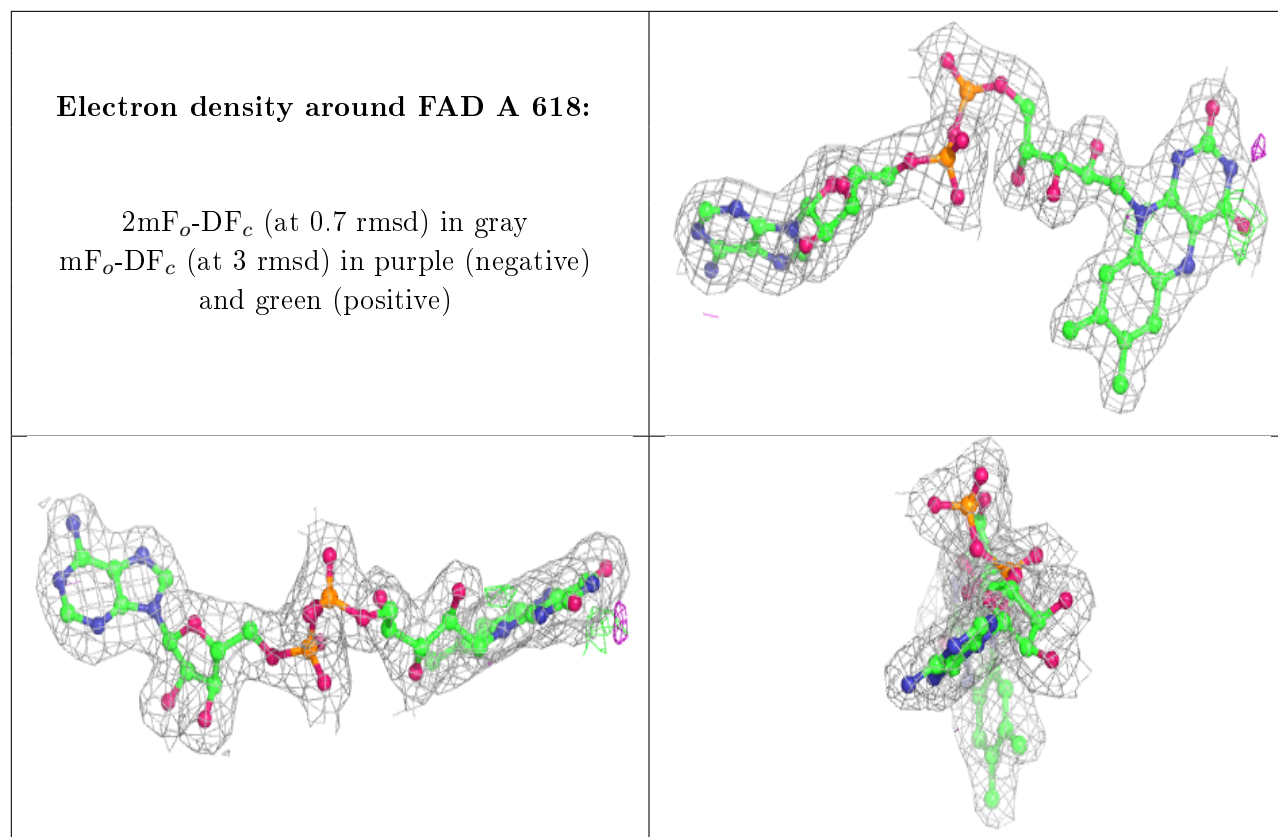 Electron density around FAD A 618:
2mFₒ-DF𝑐 (at 0.7 rmsd) in gray
mFₒ-DF𝑐 (at 3 rmsd) in purple (negative)
and green (positive)